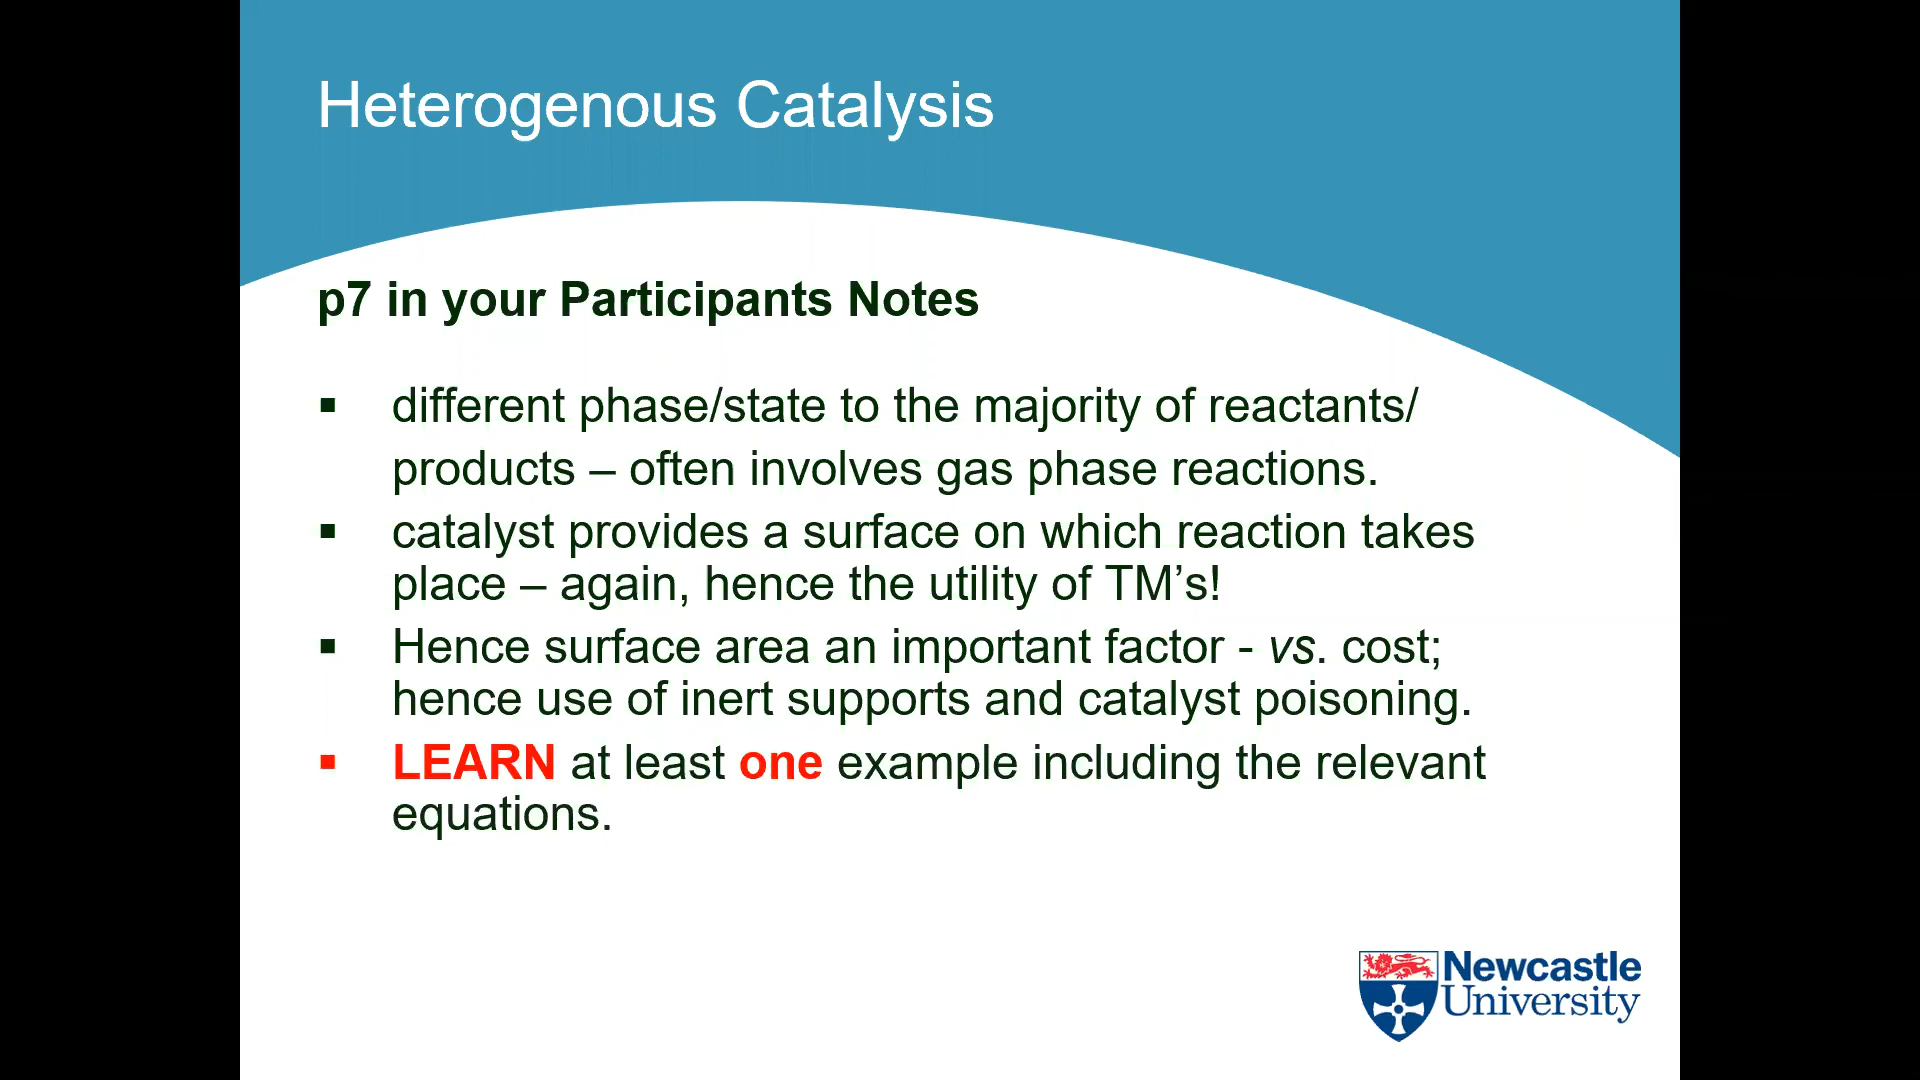 Heterogenous Catalysis
p7 in your Participants Notes
▪ different phase/state to the majority of reactants/
products – often involves gas phase reactions.
▪ catalyst provides a surface on which reaction takes
place – again, hence the utility of TM’s!
▪ Hence surface area an important factor - vs. cost;
hence use of inert supports and catalyst poisoning.
▪ LEARN at least one example including the relevant
equations.
Newcastle
University